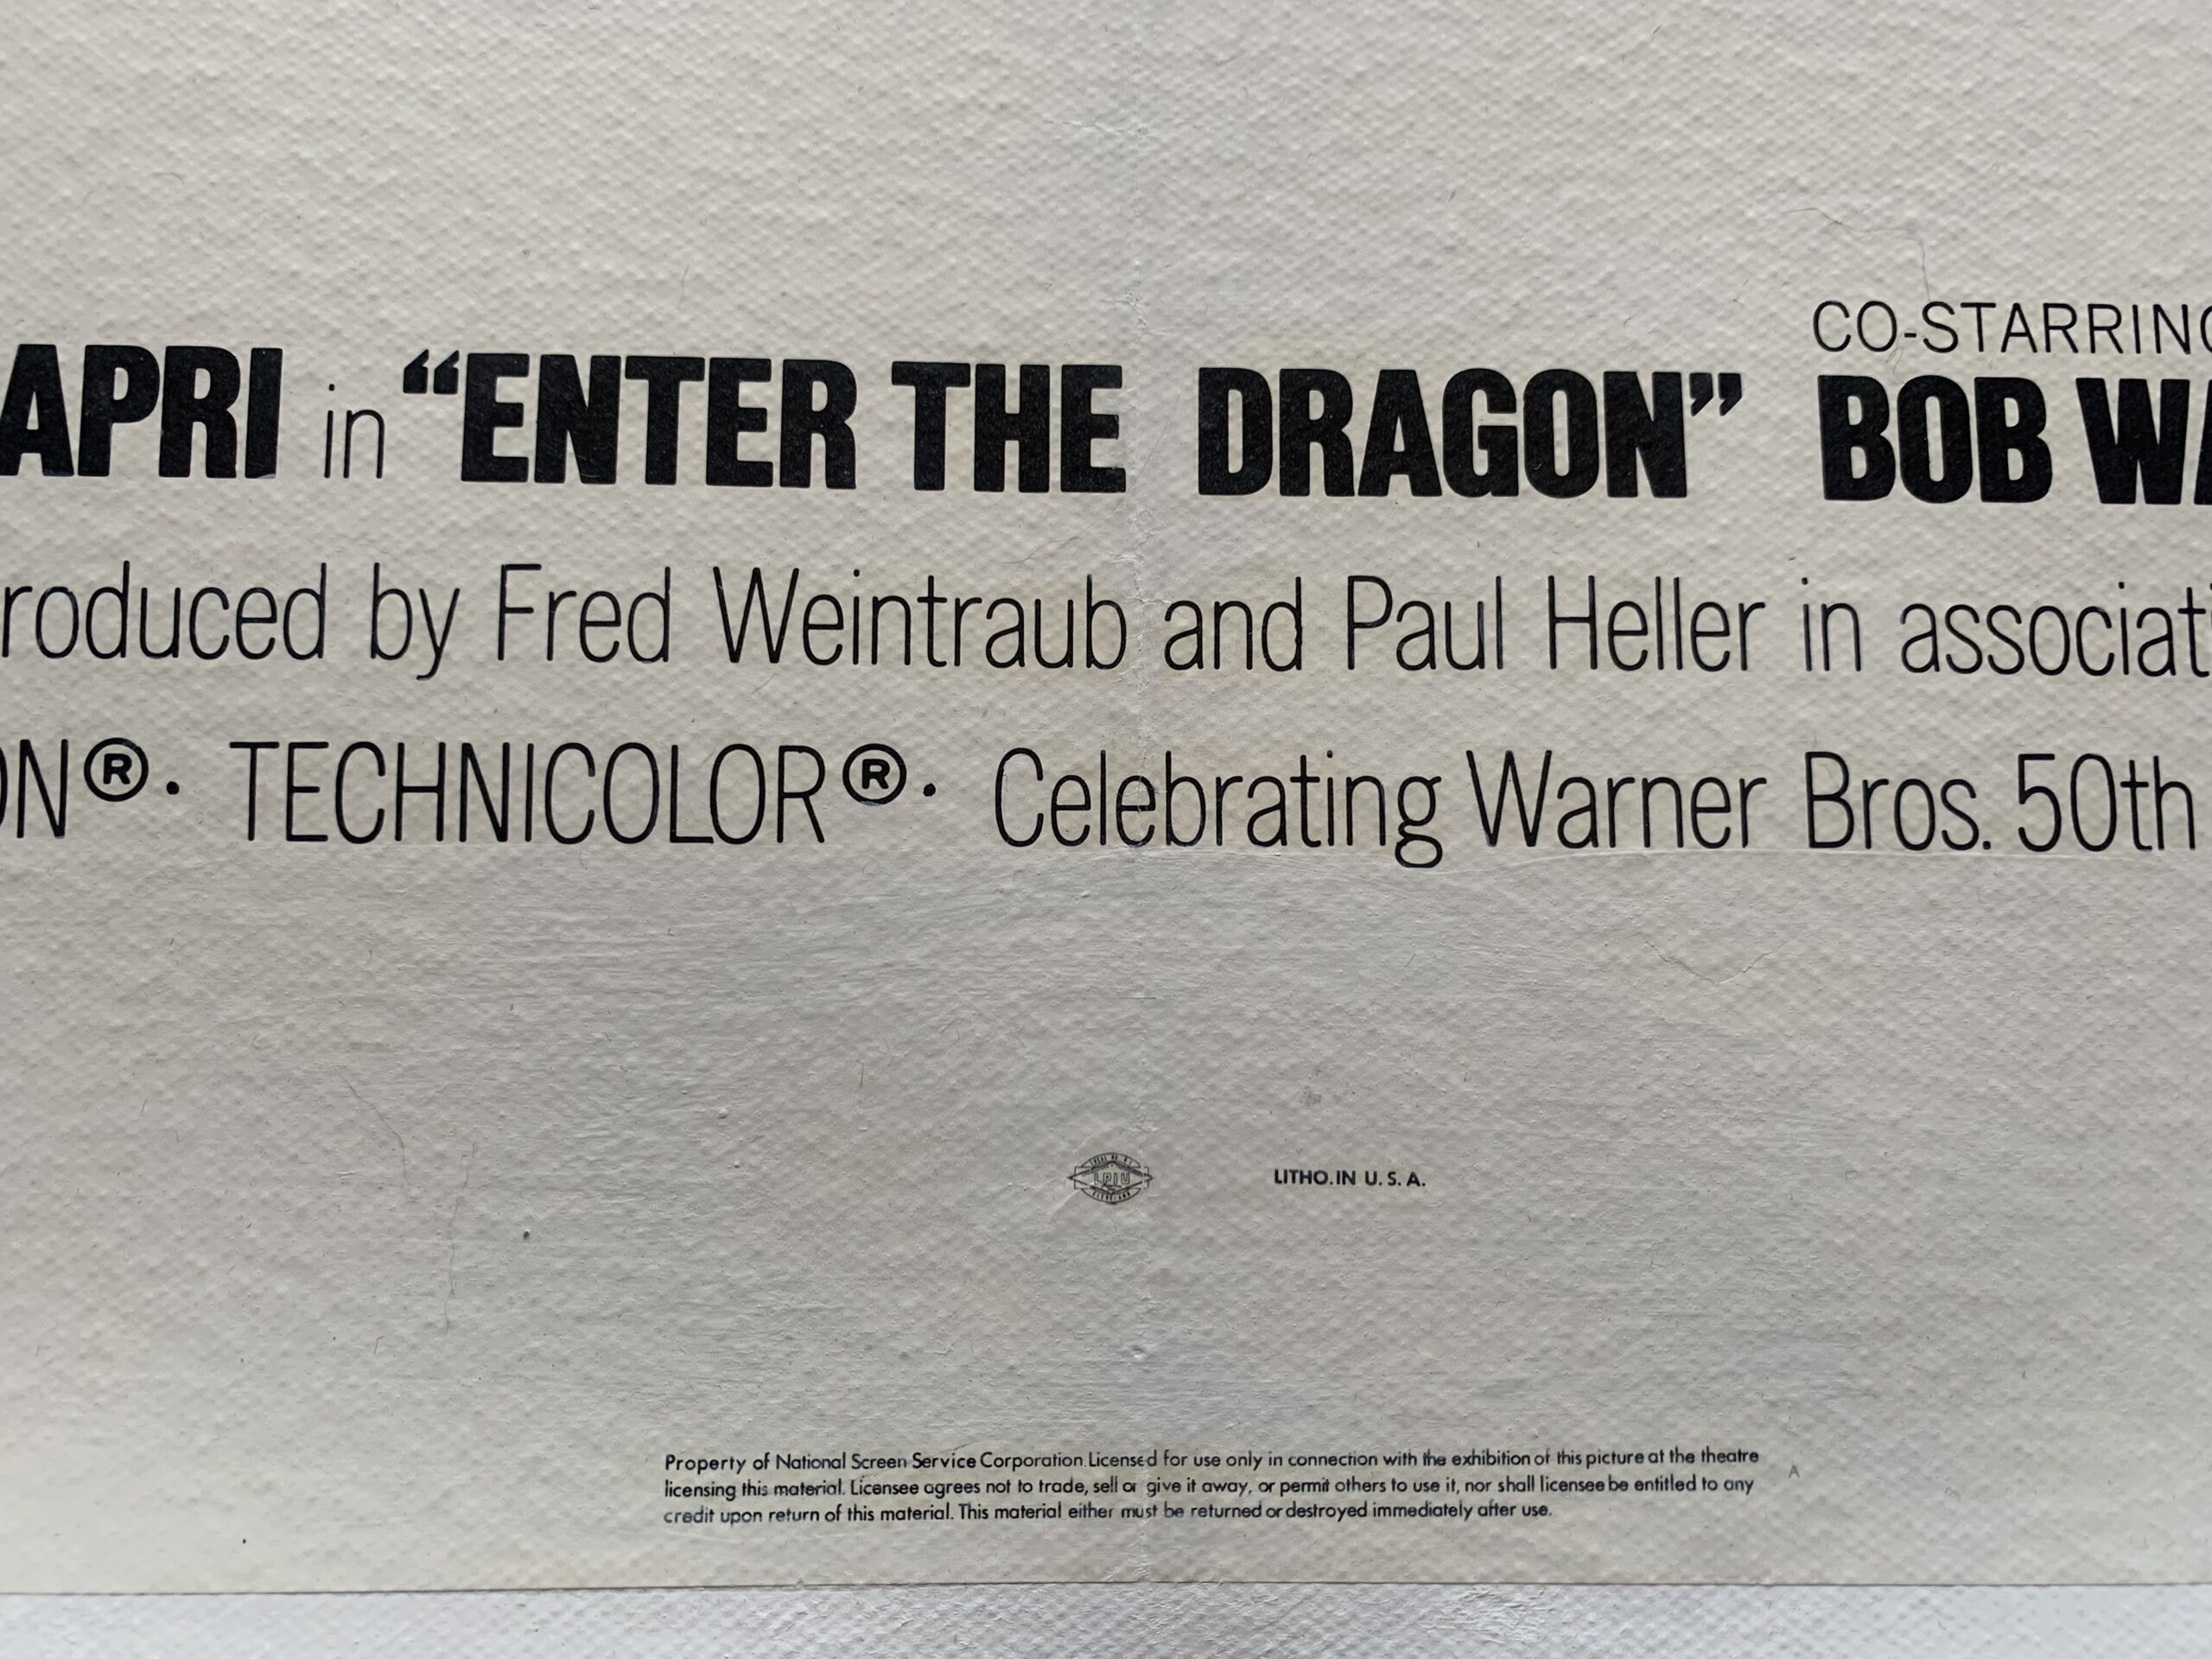 CO-STARRING
APRI in “ENTER THE DRAGON” BOB WA
roduced by Fred Weintraub and Paul Heller in associat
ON®· TECHNICOLOR®· Celebrating Warner Bros. 50th
LPIU LITHO.IN U.S.A.
Property of National Screen Service Corporation. Licensed for use only in connection with the exhibition of this picture at the theatre
licensing this material. Licensee agrees not to trade, sell or give it away, or permit others to use it, nor shall licensee be entitled to any
credit upon return of this material. This material either must be returned or destroyed immediately after use.
A